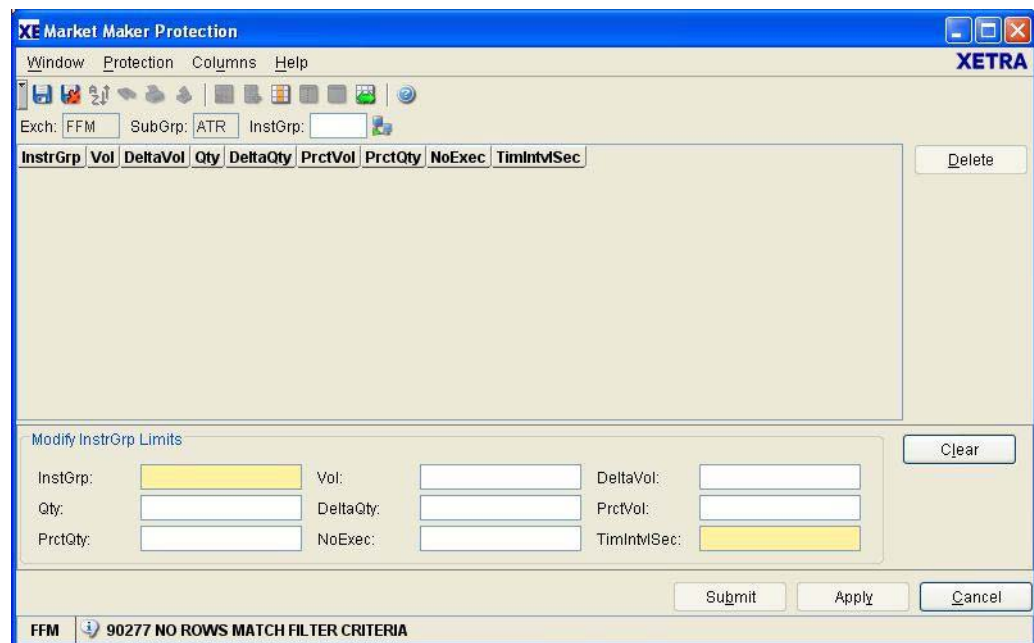 XE Market Maker Protection
Window Protection Columns Help
XETRA
Exch: FFM SubGrp: ATR InstGrp:
InstrGrp Vol DeltaVol Qty DeltaQty PrctVol PrctQty NoExec TimIntvlSec
Delete
Modify InstrGrp Limits
Clear
InstGrp: Vol: DeltaVol:
Qty: DeltaQty: PrctVol:
PrctQty: NoExec: TimIntvlSec:
Submit Apply Cancel
FFM 90277 NO ROWS MATCH FILTER CRITERIA